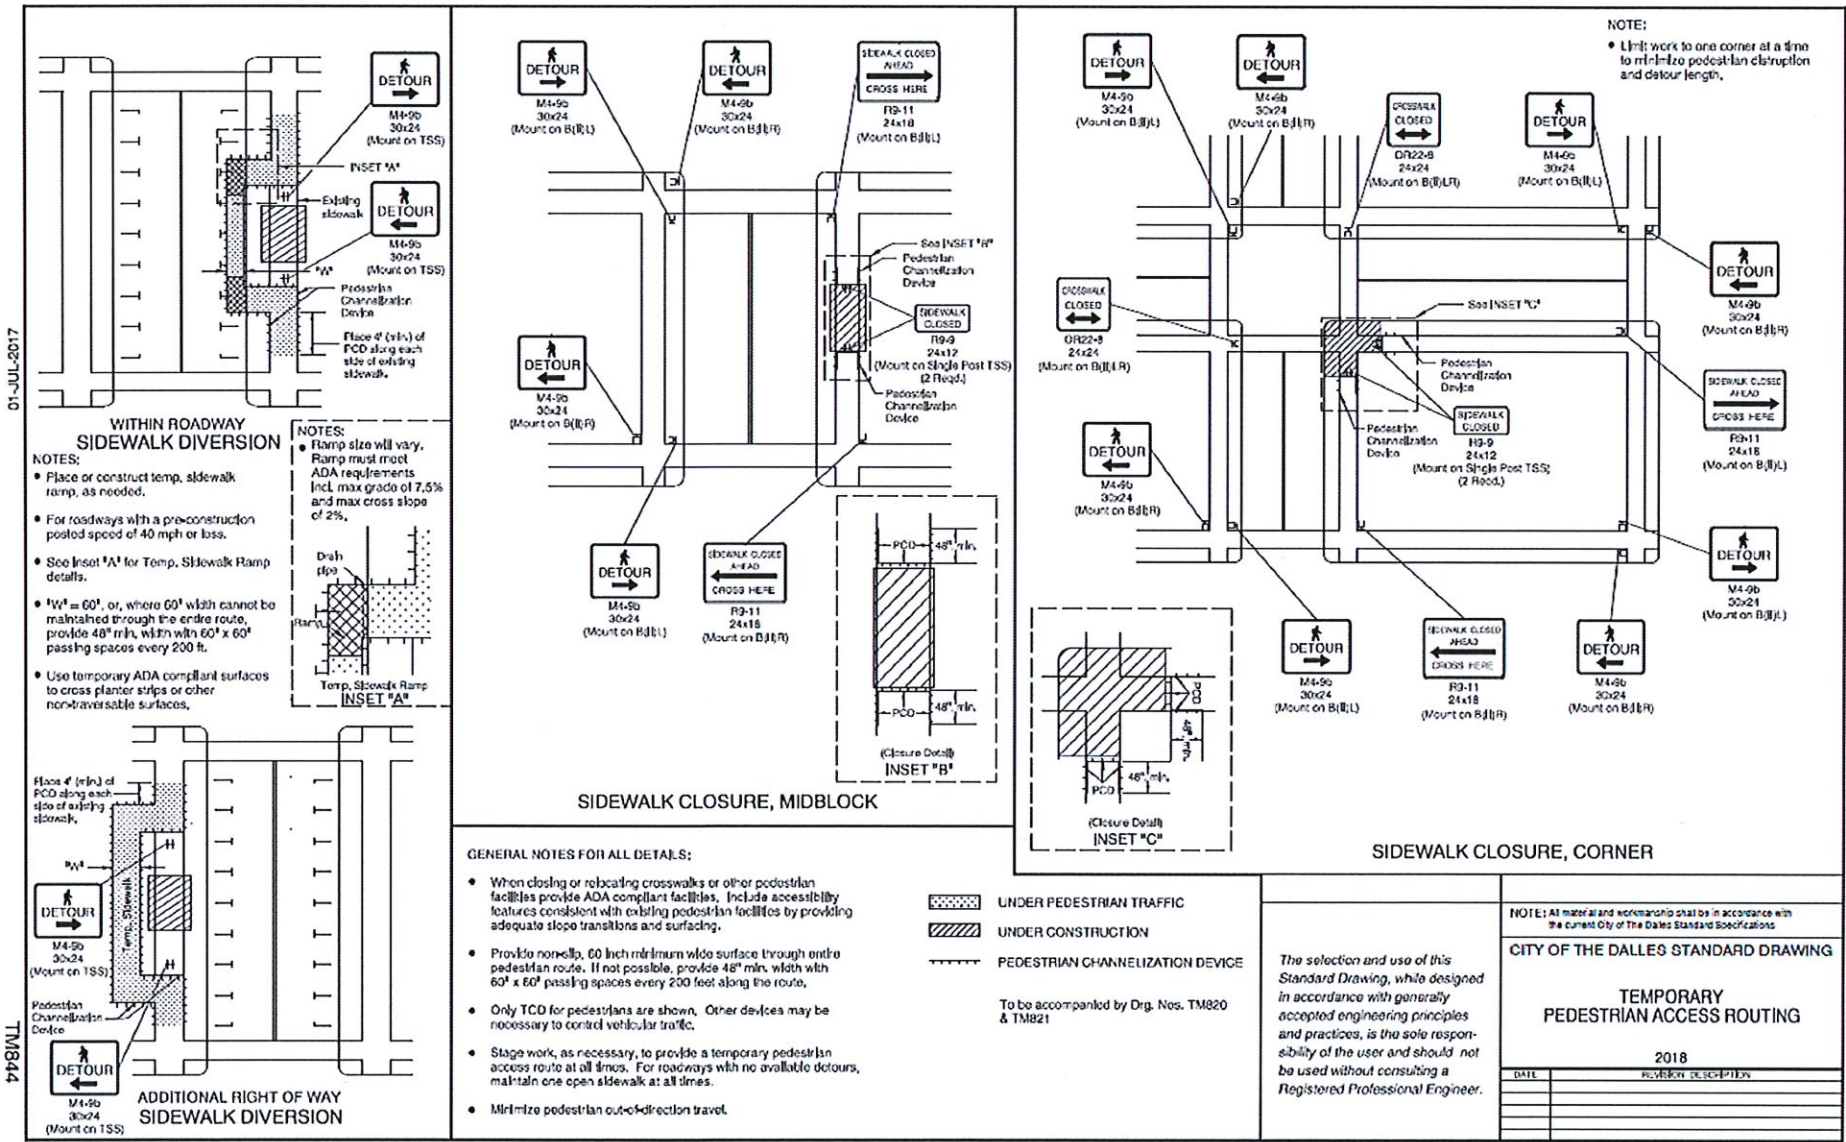 01-JUL-2017
TM844
DETOUR
M4-9b
30x24
(Mount on TSS)
INSET "A"
Existing
sidewalk
DETOUR
M4-9b
30x24
(Mount on TSS)
"W"
Pedestrian
Channelization
Device
Place 4' (min.) of
PCD along each
side of existing
sidewalk.
WITHIN ROADWAY
SIDEWALK DIVERSION
NOTES:
• Place or construct temp. sidewalk
ramp, as needed.
• For roadways with a pre-construction
posted speed of 40 mph or less.
• See Inset "A" for Temp. Sidewalk Ramp
details.
• "W" = 60", or, where 60" width cannot be
maintained through the entire route,
provide 48" min. width with 60" x 60"
passing spaces every 200 ft.
• Use temporary ADA compliant surfaces
to cross planter strips or other
non-traversable surfaces.
NOTES:
• Ramp size will vary.
Ramp must meet
ADA requirements
incl. max grade of 7.5%
and max cross slope
of 2%.
Drain
pipe
Ramp
Temp. Sidewalk Ramp
INSET "A"
Place 4' (min.) of
PCD along each
side of existing
sidewalk.
"W"
Temp. Sidewalk
DETOUR
M4-9b
30x24
(Mount on TSS)
Pedestrian
Channelization
Device
DETOUR
M4-9b
30x24
(Mount on TSS)
ADDITIONAL RIGHT OF WAY
SIDEWALK DIVERSION
DETOUR
M4-9b
30x24
(Mount on B(II)L)
DETOUR
M4-9b
30x24
(Mount on B(II)R)
SIDEWALK CLOSED
AHEAD
CROSS HERE
R9-11
24x18
(Mount on B(II)L)
See INSET "B"
Pedestrian
Channelization
Device
SIDEWALK
CLOSED
R9-9
24x12
(Mount on Single Post TSS)
(2 Reqd.)
Pedestrian
Channelization
Device
DETOUR
M4-9b
30x24
(Mount on B(II)R)
DETOUR
M4-9b
30x24
(Mount on B(II)L)
SIDEWALK CLOSED
AHEAD
CROSS HERE
R9-11
24x18
(Mount on B(II)R)
PCD
48" min.
PCD
48" min.
(Closure Detail)
INSET "B"
SIDEWALK CLOSURE, MIDBLOCK
NOTE:
• Limit work to one corner at a time
to minimize pedestrian distruption
and detour length.
DETOUR
M4-9b
30x24
(Mount on B(II)L)
DETOUR
M4-9b
30x24
(Mount on B(II)R)
CROSSWALK
CLOSED
OR22-8
24x24
(Mount on B(II)LR)
DETOUR
M4-9b
30x24
(Mount on B(II)L)
DETOUR
M4-9b
30x24
(Mount on B(II)R)
CROSSWALK
CLOSED
OR22-8
24x24
(Mount on B(II)LR)
See INSET "C"
Pedestrian
Channelization
Device
SIDEWALK
CLOSED
R9-9
24x12
(Mount on Single Post TSS)
(2 Reqd.)
Pedestrian
Channelization
Device
SIDEWALK CLOSED
AHEAD
CROSS HERE
R9-11
24x18
(Mount on B(II)L)
DETOUR
M4-9b
30x24
(Mount on B(II)R)
DETOUR
M4-9b
30x24
(Mount on B(II)L)
DETOUR
M4-9b
30x24
(Mount on B(II)L)
SIDEWALK CLOSED
AHEAD
CROSS HERE
R9-11
24x18
(Mount on B(II)R)
DETOUR
M4-9b
30x24
(Mount on B(II)R)
PCD
48" min.
PCD
48" min.
(Closure Detail)
INSET "C"
SIDEWALK CLOSURE, CORNER
GENERAL NOTES FOR ALL DETAILS:
• When closing or relocating crosswalks or other pedestrian
facilities provide ADA compliant facilities. Include accessibility
features consistent with existing pedestrian facilities by providing
adequate slope transitions and surfacing.
• Provide non-slip, 60 inch minimum wide surface through entire
pedestrian route. If not possible, provide 48" min. width with
60" x 60" passing spaces every 200 feet along the route.
• Only TCD for pedestrians are shown. Other devices may be
necessary to control vehicular traffic.
• Stage work, as necessary, to provide a temporary pedestrian
access route at all times. For roadways with no available detours,
maintain one open sidewalk at all times.
• Minimize pedestrian out-of-direction travel.
UNDER PEDESTRIAN TRAFFIC
UNDER CONSTRUCTION
PEDESTRIAN CHANNELIZATION DEVICE
To be accompanied by Drg. Nos. TM820
& TM821
The selection and use of this
Standard Drawing, while designed
in accordance with generally
accepted engineering principles
and practices, is the sole respon-
sibility of the user and should not
be used without consulting a
Registered Professional Engineer.
NOTE: All material and workmanship shall be in accordance with
the current City of The Dalles Standard Specifications
CITY OF THE DALLES STANDARD DRAWING
TEMPORARY
PEDESTRIAN ACCESS ROUTING
2018
DATE
REVISION DESCRIPTION